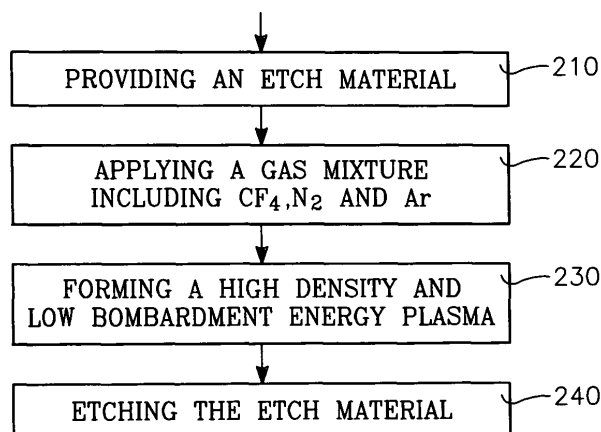 PROVIDING AN ETCH MATERIAL
210
APPLYING A GAS MIXTURE
INCLUDING CF₄,N₂ AND Ar
220
FORMING A HIGH DENSITY AND
LOW BOMBARDMENT ENERGY PLASMA
230
ETCHING THE ETCH MATERIAL
240